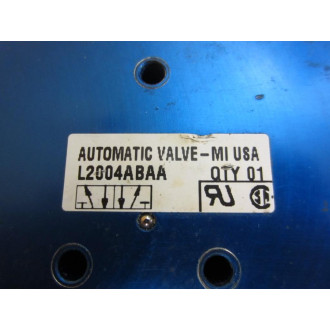 AUTOMATIC VALVE-MI USA
L2004ABAA QTY 01